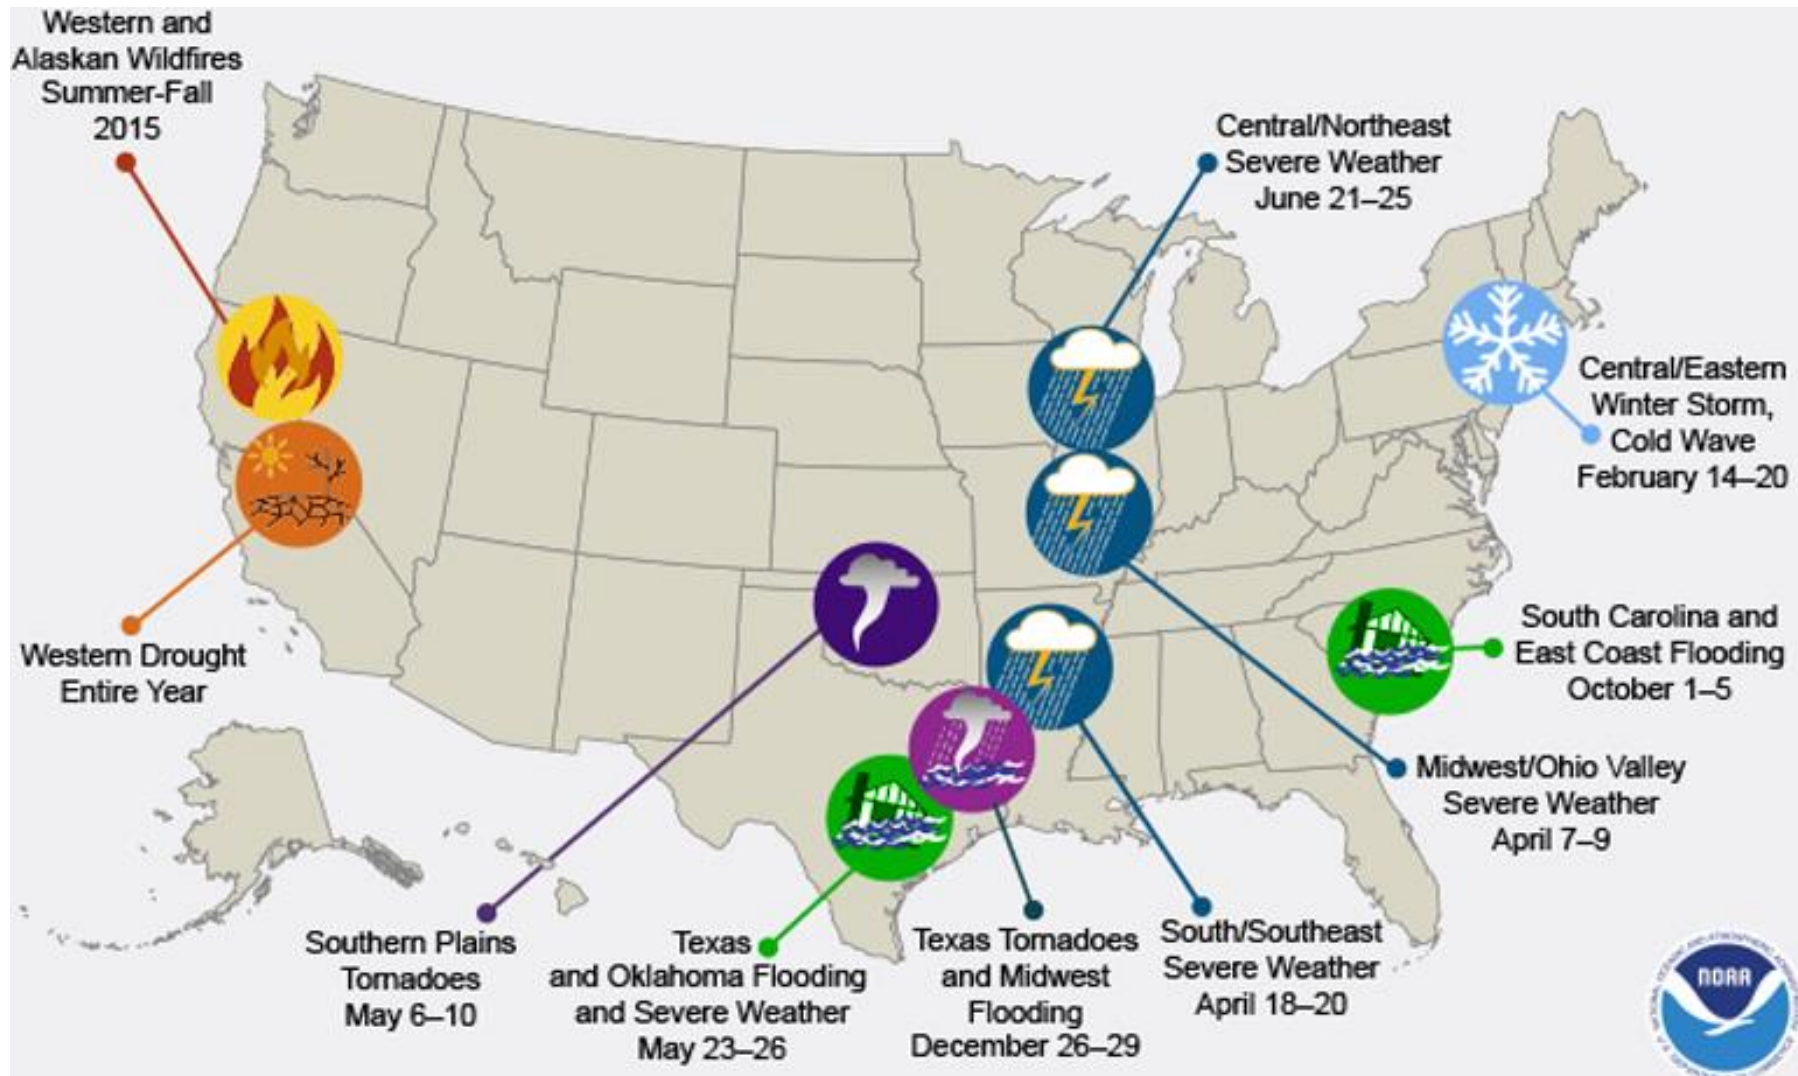 Western and
Alaskan Wildfires
Summer-Fall
2015
Central/Northeast
Severe Weather
June 21–25
Central/Eastern
Winter Storm,
Cold Wave
February 14–20
Western Drought
Entire Year
South Carolina and
East Coast Flooding
October 1–5
Midwest/Ohio Valley
Severe Weather
April 7–9
Southern Plains
Tornadoes
May 6–10
Texas
and Oklahoma Flooding
and Severe Weather
May 23–26
Texas Tornadoes
and Midwest
Flooding
December 26–29
South/Southeast
Severe Weather
April 18–20
NOAA